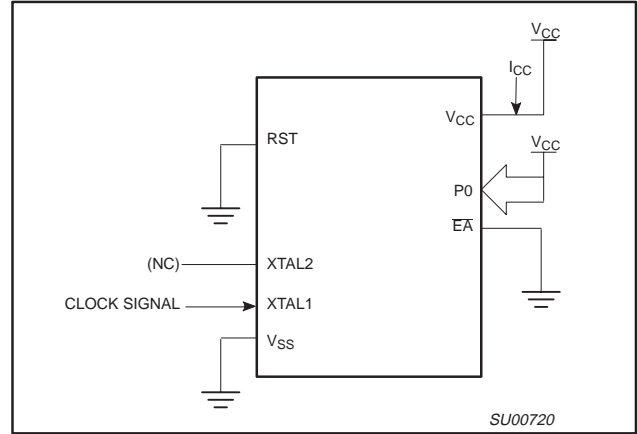 VCC
ICC
VCC
RST
VCC
P0
EA
(NC)
XTAL2
CLOCK SIGNAL
XTAL1
VSS
SU00720